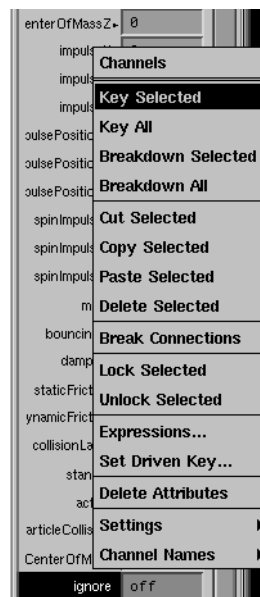 enterOfMassZ 0
impuls
Channels
impuls
Key Selected
impuls
Key All
oulsePositic
Breakdown Selected
oulsePositic
Breakdown All
oulsePositic
spinImpuls Cut Selected
spinImpuls Copy Selected
spinImpuls Paste Selected
m Delete Selected
bouncin Break Connections
damp
Lock Selected
staticFrict
Unlock Selected
ynamicFrict
Expressions...
collisionLa
Set Driven Key...
stan
Delete Attributes
act
articleCollis Settings
CenterOfM Channel Names
ignore off